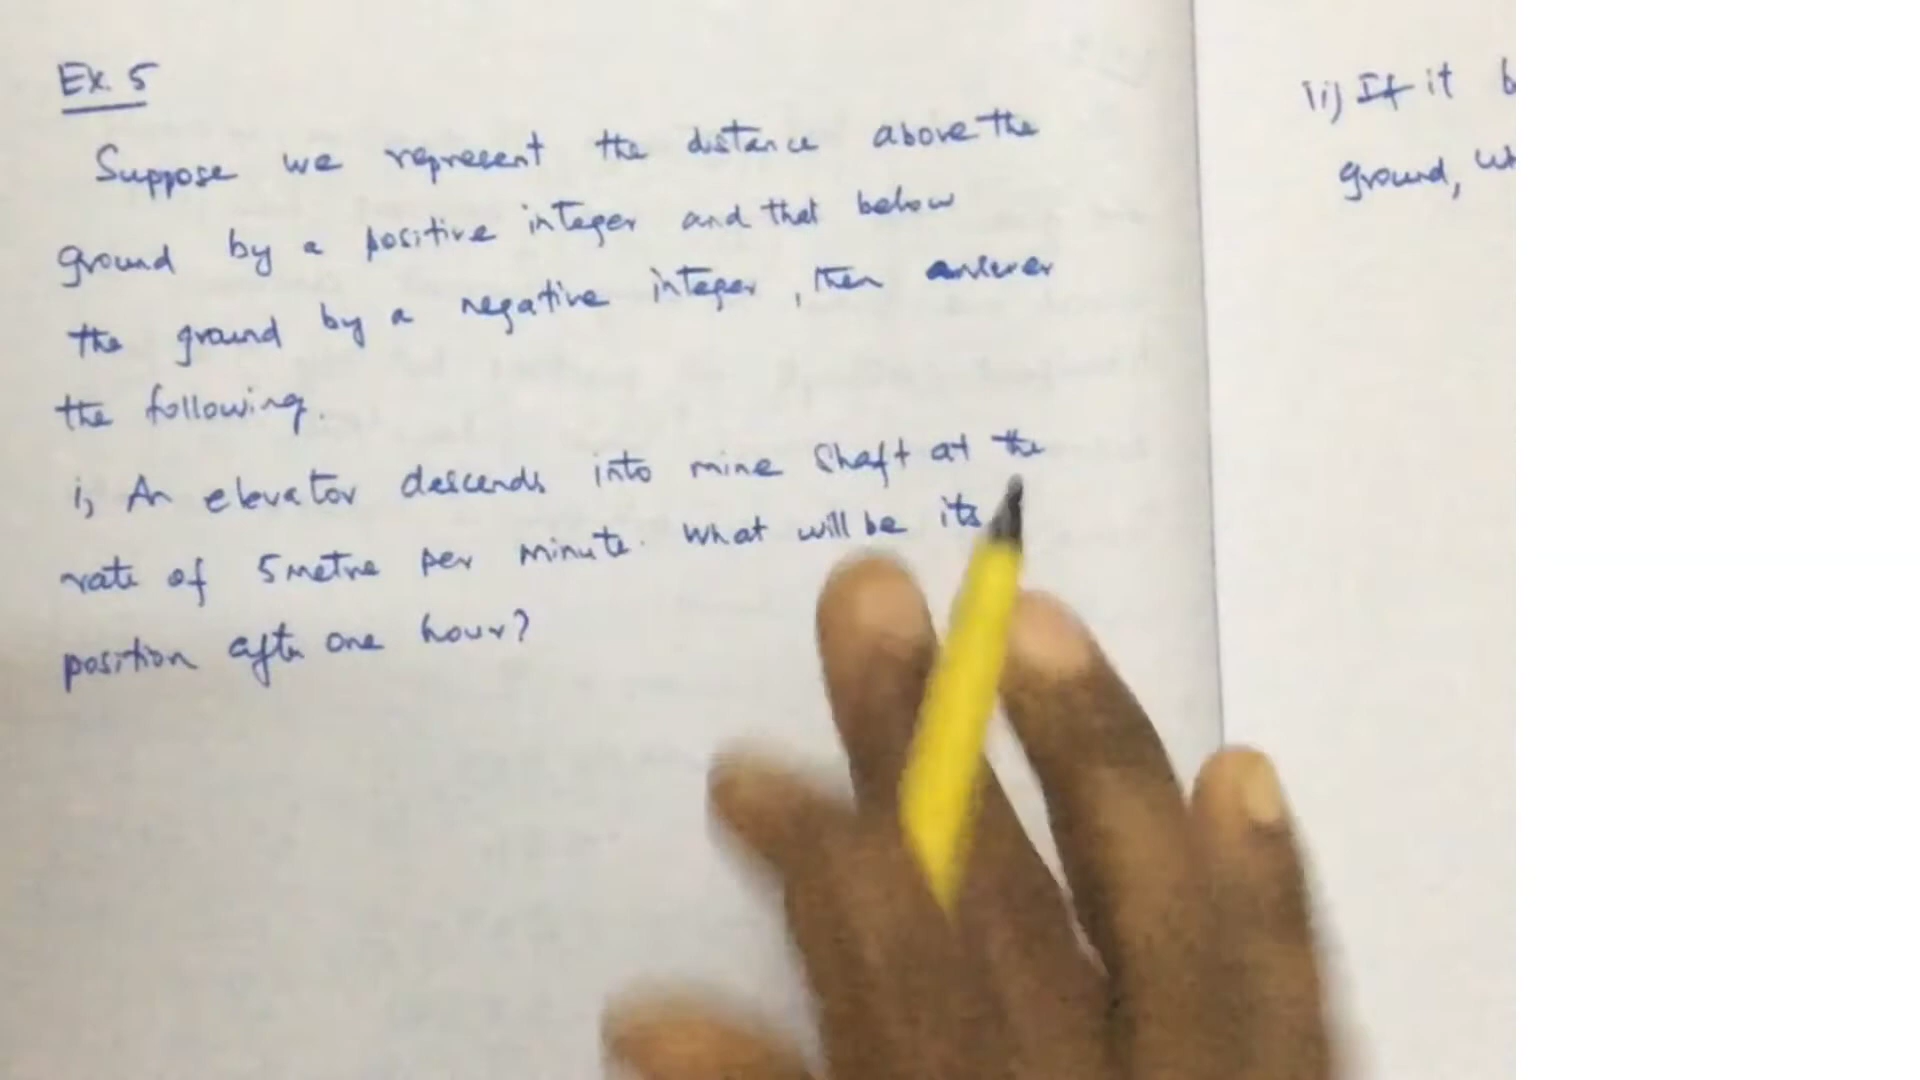 Ex. 5
Suppose we represent the distance above the
ground by a positive integer and that below
the ground by a negative integer, then answer
the following.
i, An elevator descends into mine shaft at the
rate of 5 metre per minute. What will be its
position after one hour?
ii) If it b
ground, wh